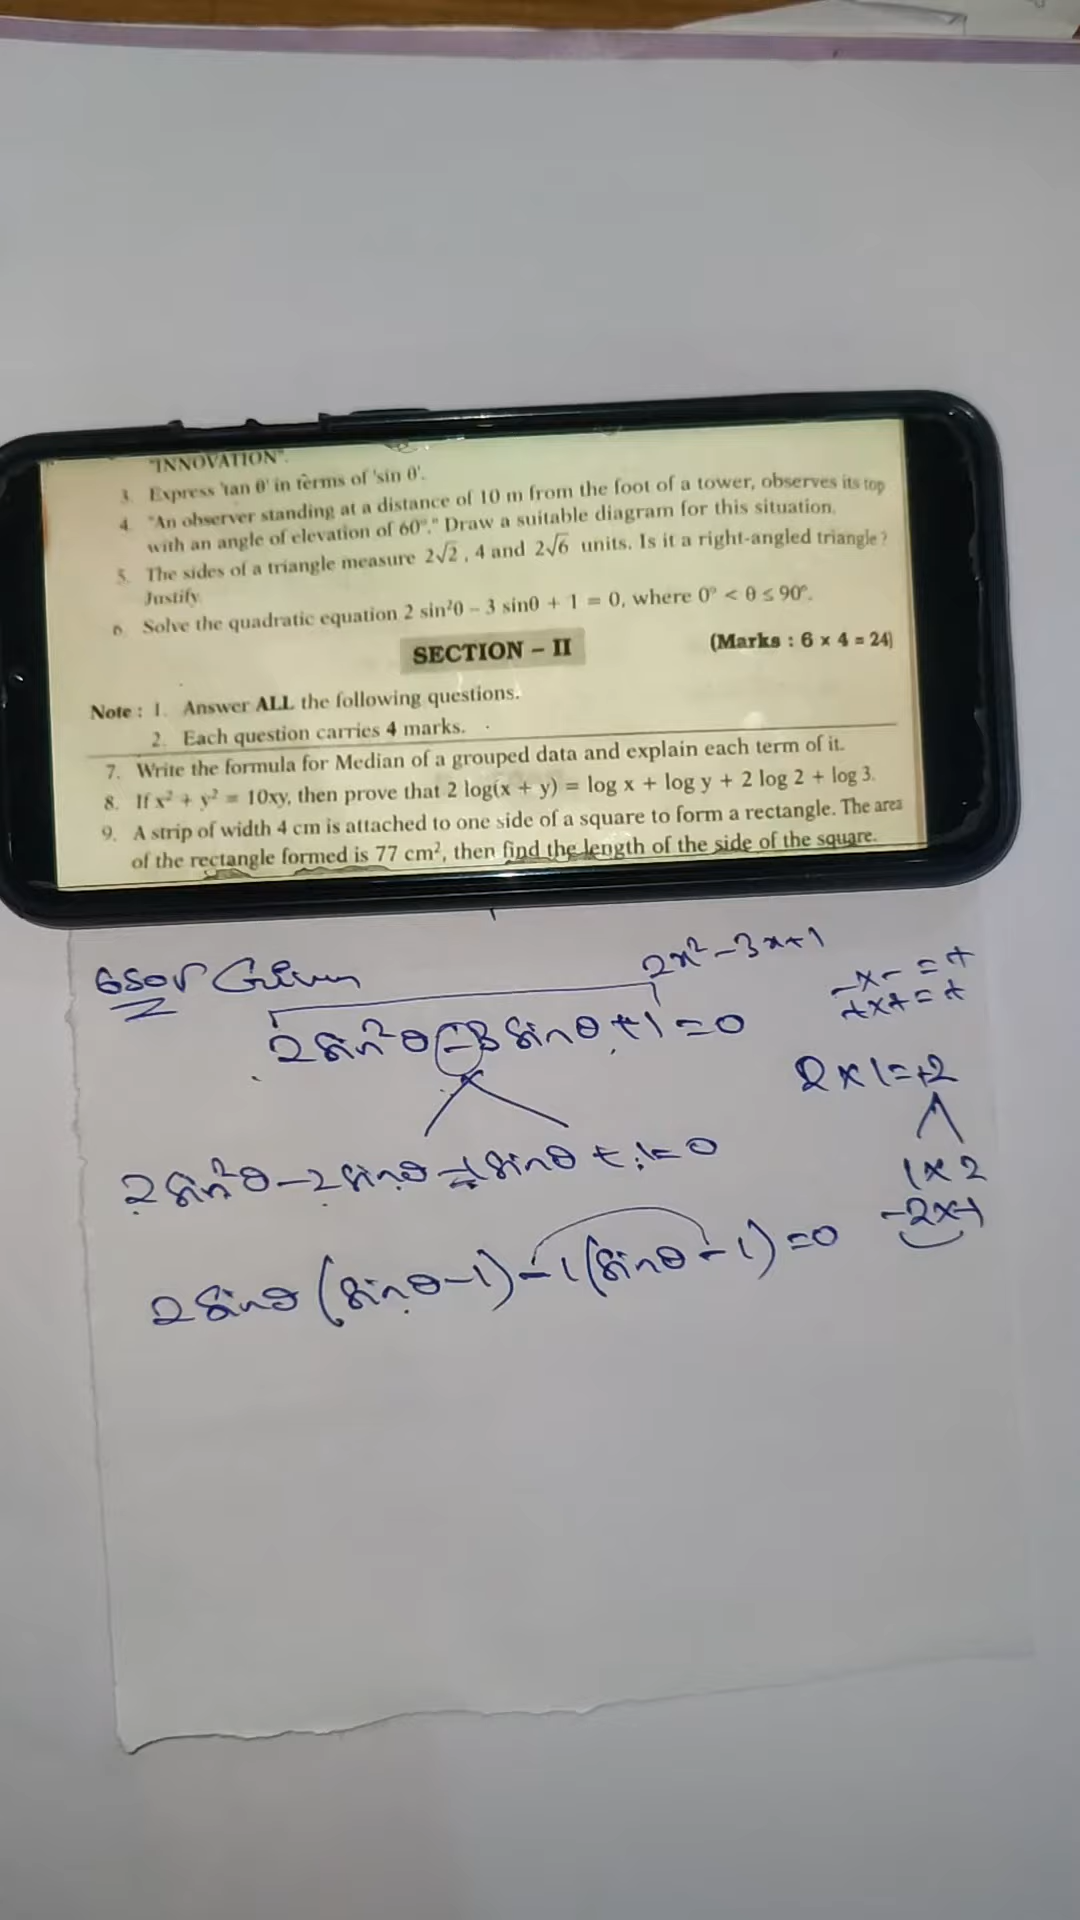 "INNOVATION".
3. Express 'tan θ' in terms of 'sin θ'.
4. "An observer standing at a distance of 10 m from the foot of a tower, observes its top
with an angle of elevation of 60°." Draw a suitable diagram for this situation.
5. The sides of a triangle measure 2√2, 4 and 2√6 units. Is it a right-angled triangle?
Justify
6. Solve the quadratic equation 2 sin²θ – 3 sinθ + 1 = 0, where 0° < θ ≤ 90°.
SECTION – II
(Marks : 6 x 4 = 24)
Note : 1. Answer ALL the following questions.
2. Each question carries 4 marks.
7. Write the formula for Median of a grouped data and explain each term of it.
8. If x² + y² = 10xy, then prove that 2 log(x + y) = log x + log y + 2 log 2 + log 3.
9. A strip of width 4 cm is attached to one side of a square to form a rectangle. The area
of the rectangle formed is 77 cm², then find the length of the side of the square.
6 Sol Given
2x²-3x+1
-x- = +
+x+ = +
2sin²θ-3sinθ+1=0
2x1=+2
1x2
2sin²θ-2sinθ-1sinθ+1=0
-2x-1
2sinθ(sinθ-1)-1(sinθ-1)=0